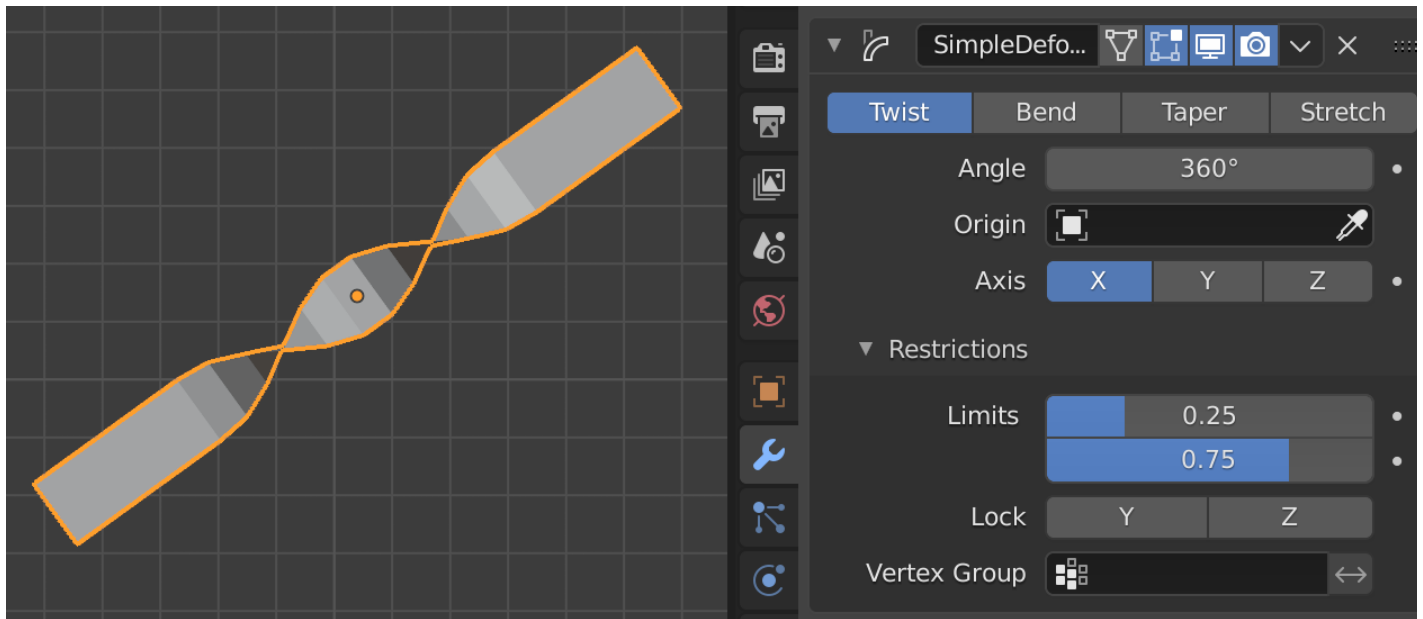 SimpleDefo...
Twist Bend Taper Stretch
Angle 360°
Origin
Axis X Y Z
Restrictions
Limits 0.25
0.75
Lock Y Z
Vertex Group